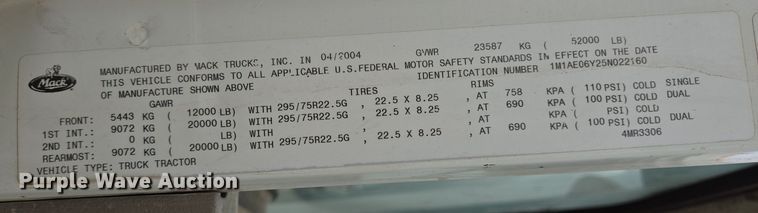 Mack
MANUFACTURED BY MACK TRUCKS, INC. IN 04/2004 GVWR 23587 KG ( 52000 LB)
THIS VEHICLE CONFORMS TO ALL APPLICABLE U.S.FEDERAL MOTOR SAFETY STANDARDS IN EFFECT ON THE DATE
OF MANUFACTURE SHOWN ABOVE IDENTIFICATION NUMBER 1M1AE06Y25N022160
GAWR TIRES RIMS
FRONT: 5443 KG ( 12000 LB) WITH 295/75R22.5G , 22.5 X 8.25 , AT 758 KPA ( 110 PSI) COLD SINGLE
1ST INT.: 9072 KG ( 20000 LB) WITH 295/75R22.5G , 22.5 X 8.25 , AT 690 KPA ( 100 PSI) COLD DUAL
2ND INT.: 0 KG ( LB) WITH , , AT KPA ( PSI) COLD
REARMOST: 9072 KG ( 20000 LB) WITH 295/75R22.5G , 22.5 X 8.25 , AT 690 KPA ( 100 PSI) COLD DUAL
VEHICLE TYPE: TRUCK TRACTOR 4MR3306
Purple Wave Auction